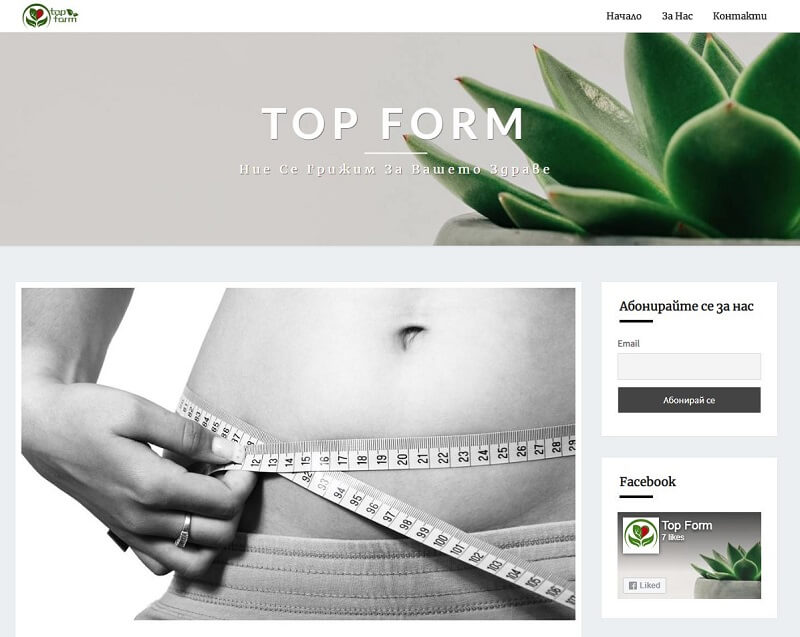 top form
Начало За Нас Контакти
TOP FORM
Ние Се Грижим За Вашето Здраве
Абонирайте се за нас
Email
Абонирай се
12 13 14 15 16 17 18 19 20 21 22 23 24 25 26 27 28 29
93 94 95 96 97 98 99 100 101 102 103 104 105 106
Facebook
Top Form
7 likes
Liked